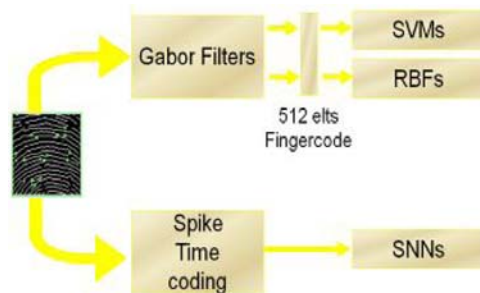 Gabor Filters
SVMs
RBFs
512 elts
Fingercode
Spike
Time
coding
SNNs